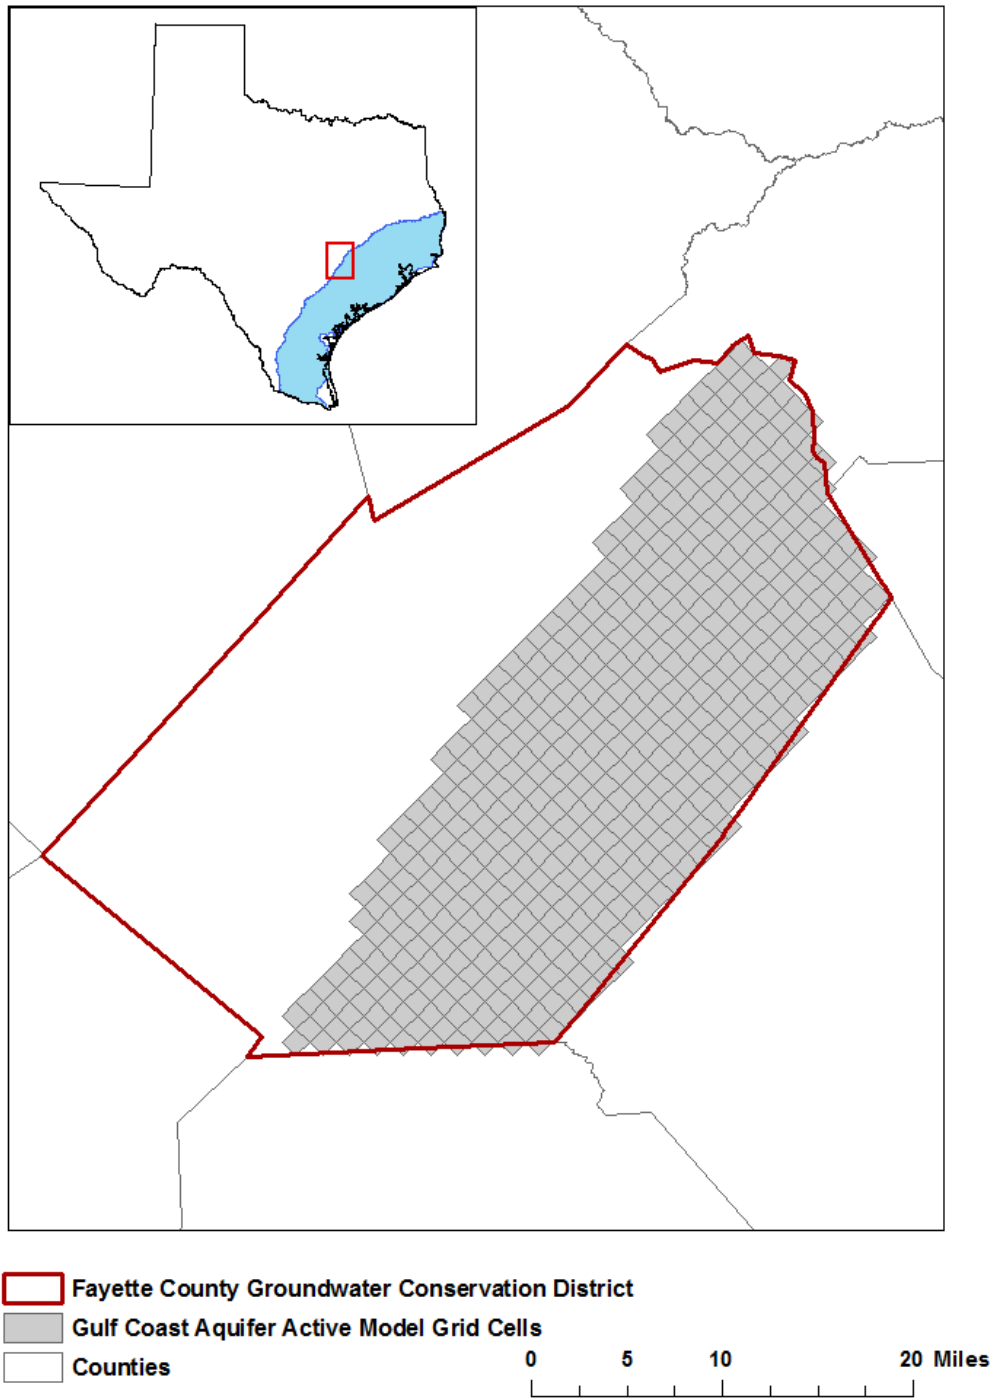 Fayette County Groundwater Conservation District
Gulf Coast Aquifer Active Model Grid Cells
Counties
0 5 10 20 Miles